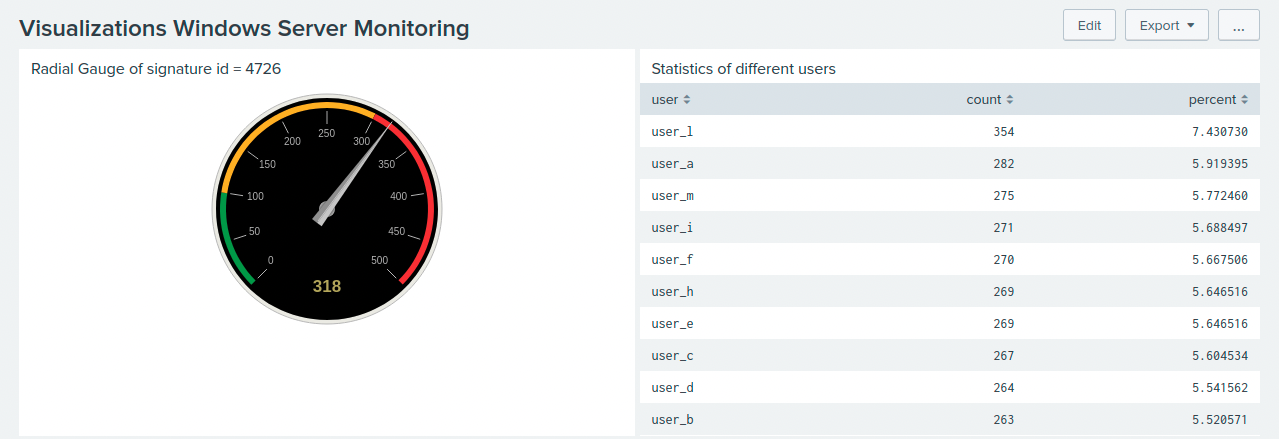 Visualizations Windows Server Monitoring
Edit
Export
...
Radial Gauge of signature id = 4726
0
50
100
150
200
250
300
350
400
450
500
318
Statistics of different users
user count percent
user_l 354 7.430730
user_a 282 5.919395
user_m 275 5.772460
user_i 271 5.688497
user_f 270 5.667506
user_h 269 5.646516
user_e 269 5.646516
user_c 267 5.604534
user_d 264 5.541562
user_b 263 5.520571